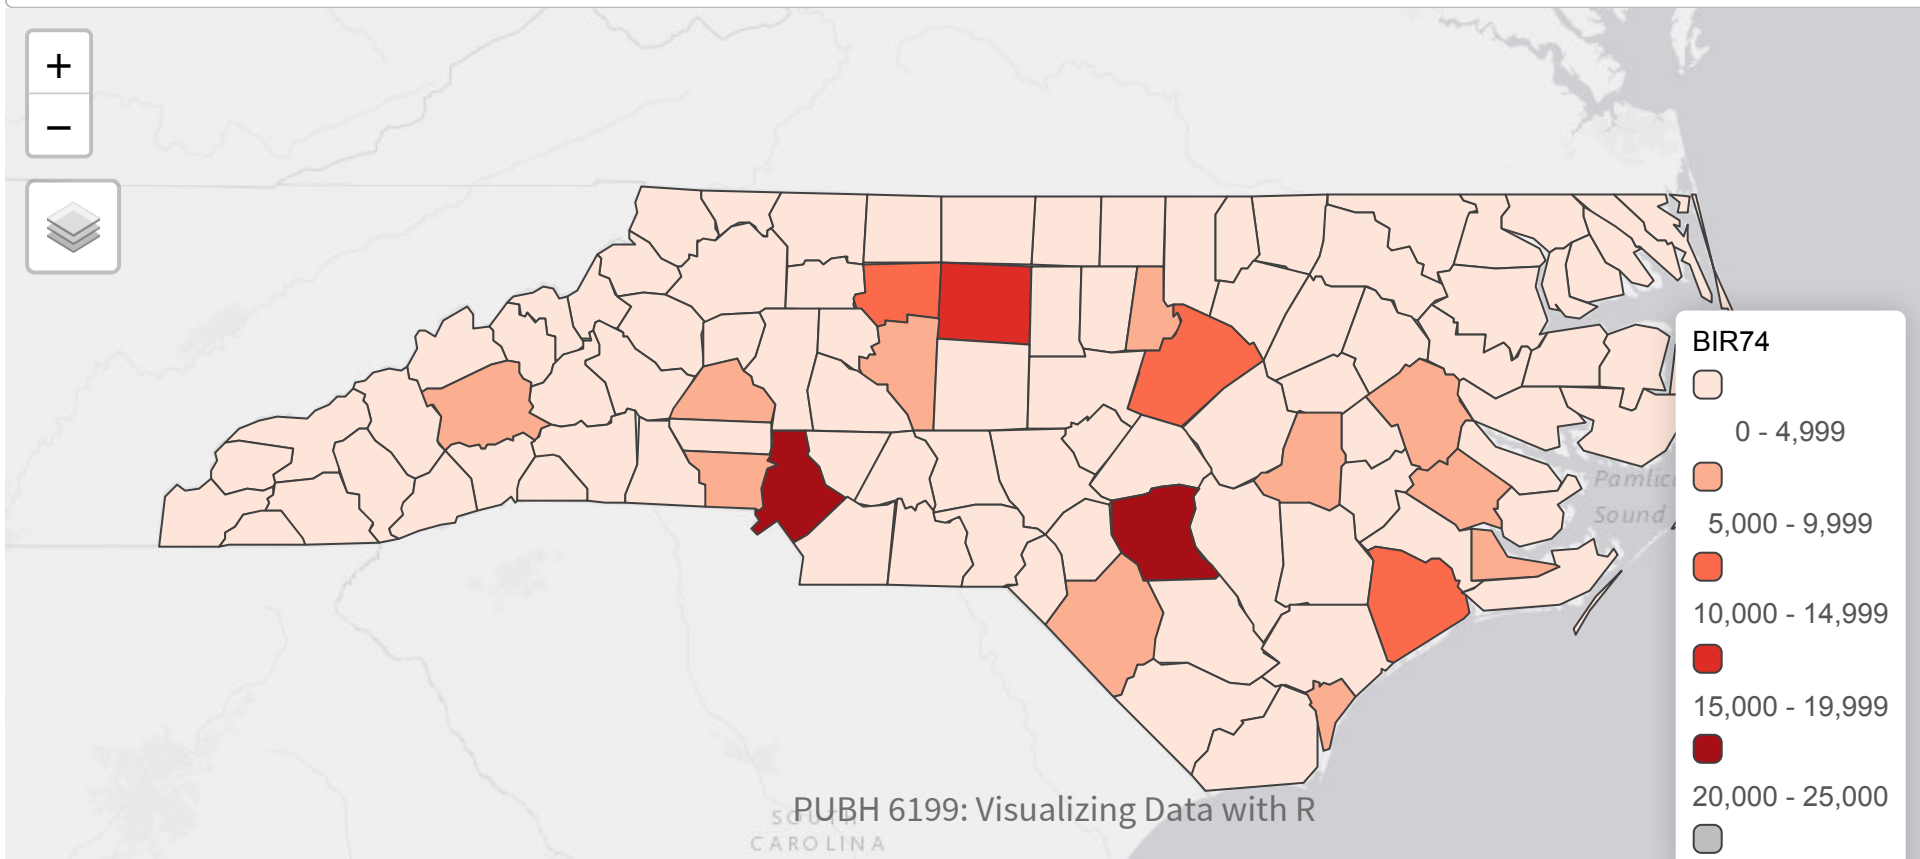 +
−
BIR74
0 - 4,999
5,000 - 9,999
10,000 - 14,999
15,000 - 19,999
20,000 - 25,000
Pamlico
Sound
PUBH 6199: Visualizing Data with R
SOUTH
CAROLINA